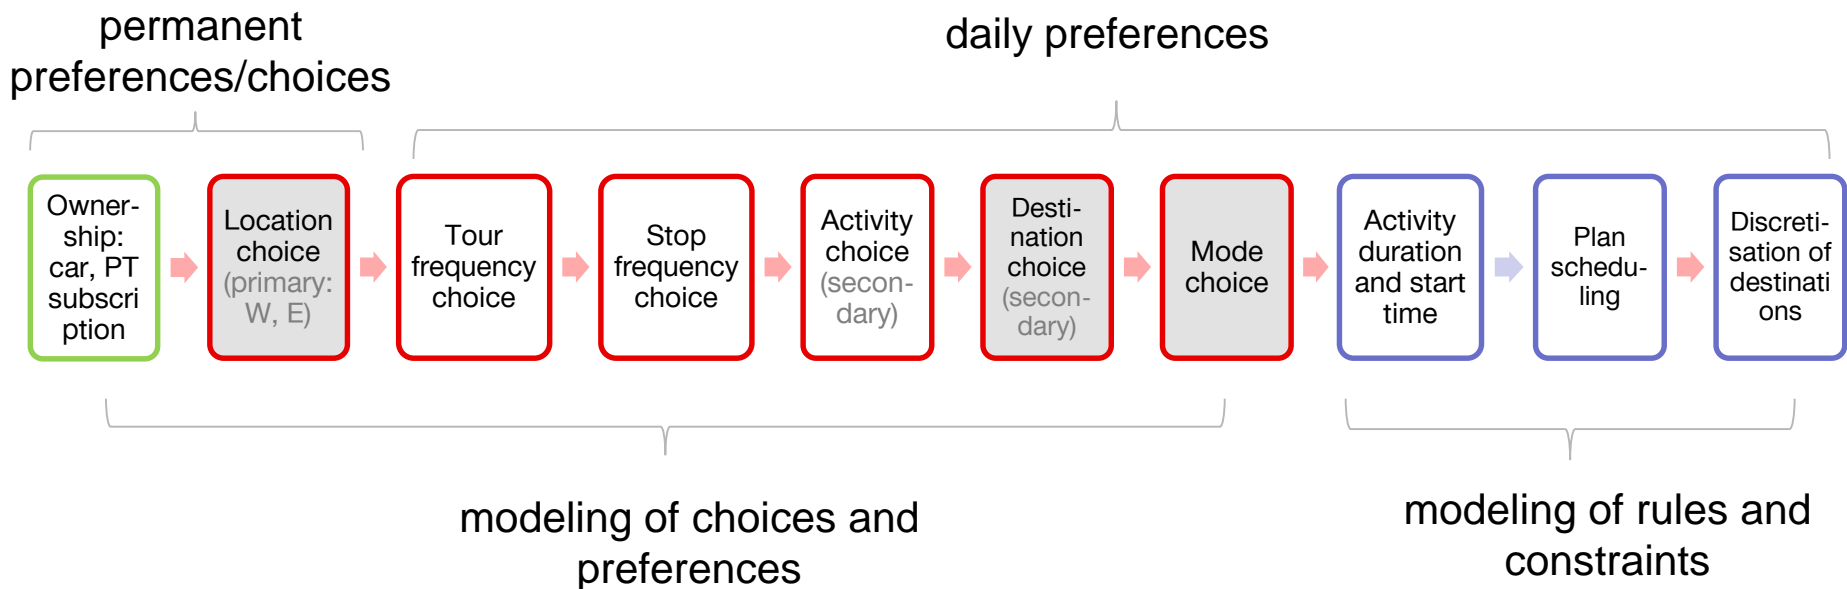 permanent
preferences/choices
daily preferences
Owner-
ship:
car, PT
subscri
ption
Location
choice
(primary:
W, E)
Tour
frequency
choice
Stop
frequency
choice
Activity
choice
(secon-
dary)
Desti-
nation
choice
(secon-
dary)
Mode
choice
Activity
duration
and start
time
Plan
schedu-
ling
Discreti-
sation of
destinati
ons
modeling of choices and
preferences
modeling of rules and
constraints